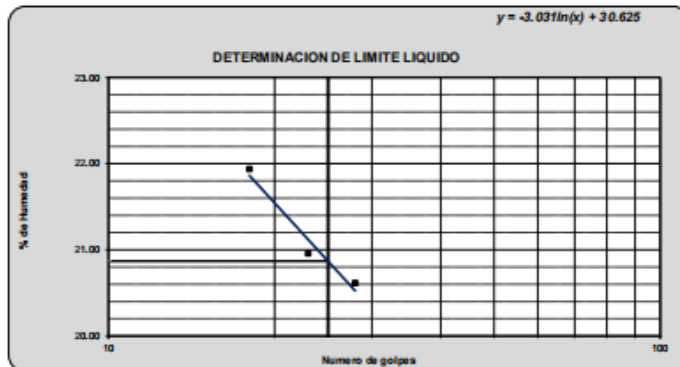 y = -3.031ln(x) + 30.625
DETERMINACION DE LIMITE LIQUIDO
23.00
22.00
21.00
20.00
% de Humedad
10
100
Numero de golpes